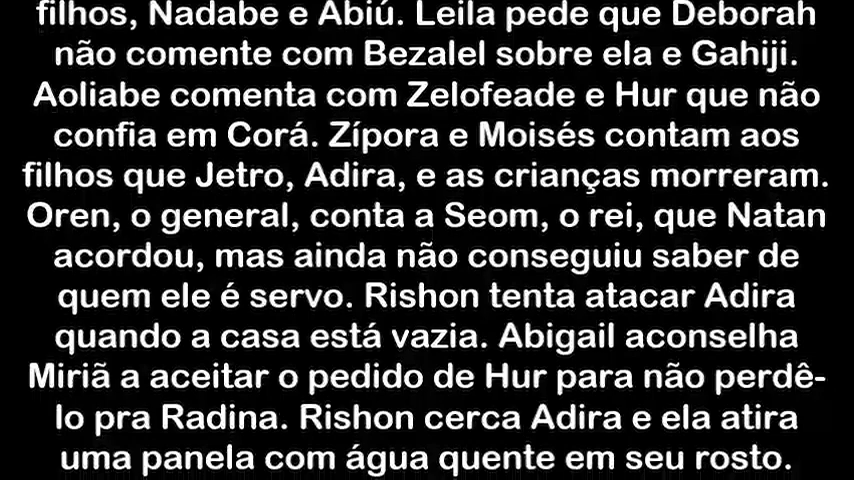 filhos, Nadabe e Abiú. Leila pede que Deborah
não comente com Bezalel sobre ela e Gahiji.
Aoliabe comenta com Zelofeade e Hur que não
confia em Corá. Zípora e Moisés contam aos
filhos que Jetro, Adira, e as crianças morreram.
Oren, o general, conta a Seom, o rei, que Natan
acordou, mas ainda não conseguiu saber de
quem ele é servo. Rishon tenta atacar Adira
quando a casa está vazia. Abigail aconselha
Miriã a aceitar o pedido de Hur para não perdê-
lo pra Radina. Rishon cerca Adira e ela atira
uma panela com água quente em seu rosto.